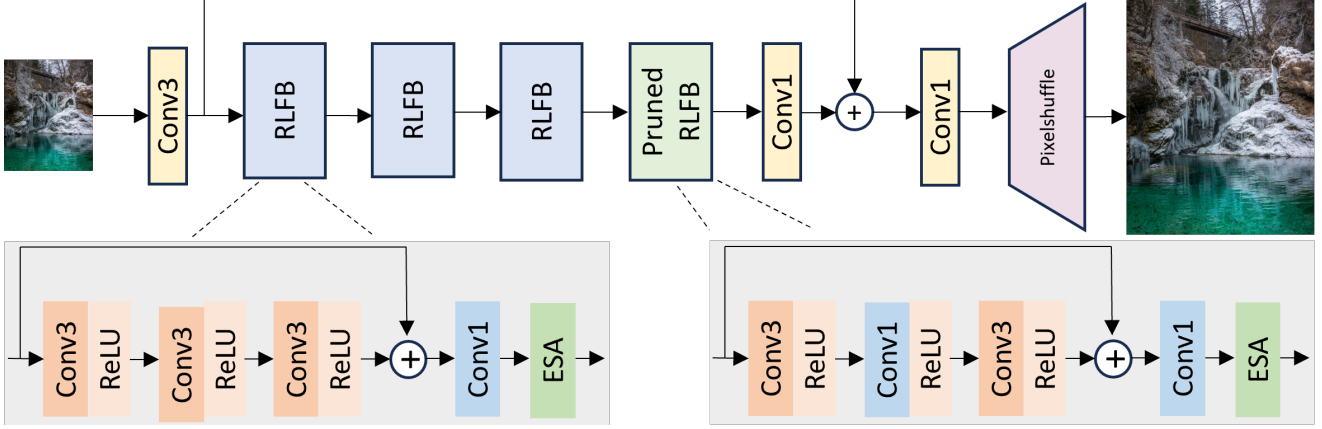 Conv3
RLFB
RLFB
RLFB
Pruned
RLFB
Conv1
+
Conv1
Pixelshuffle
Conv3
ReLU
Conv3
ReLU
Conv3
ReLU
+
Conv1
ESA
Conv3
ReLU
Conv1
ReLU
Conv3
ReLU
+
Conv1
ESA